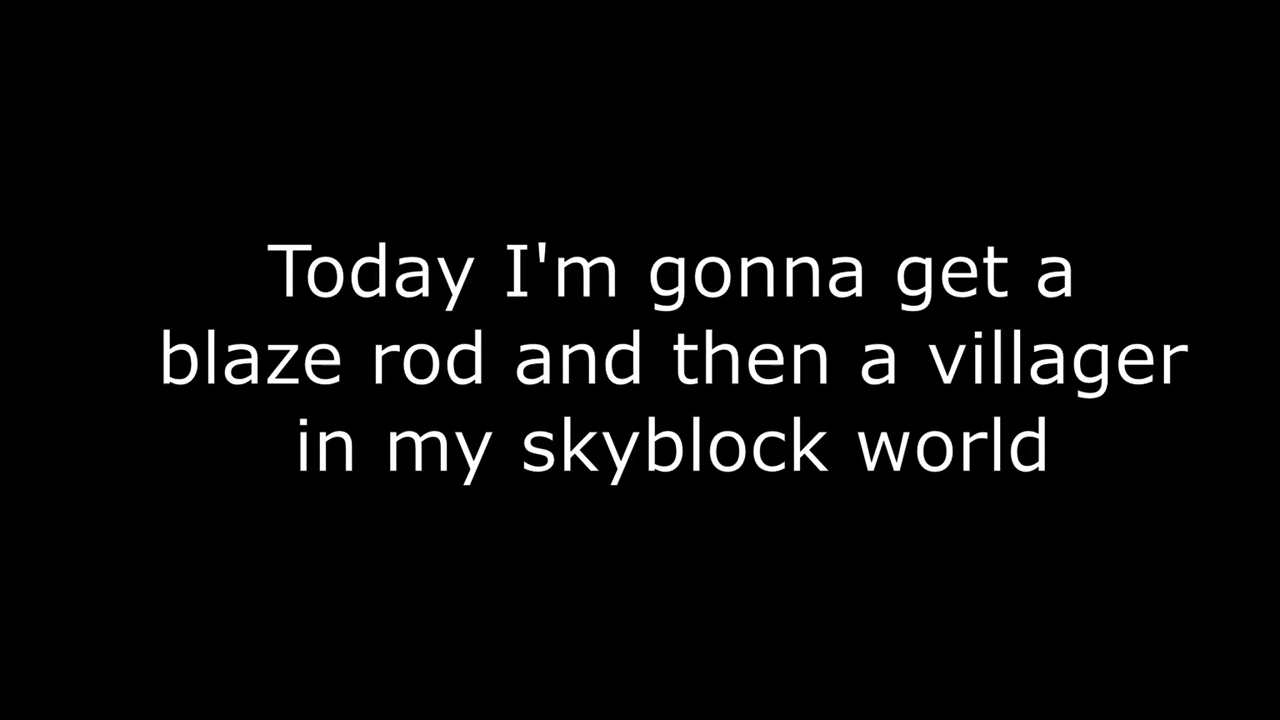 Today I'm gonna get a
blaze rod and then a villager
in my skyblock world